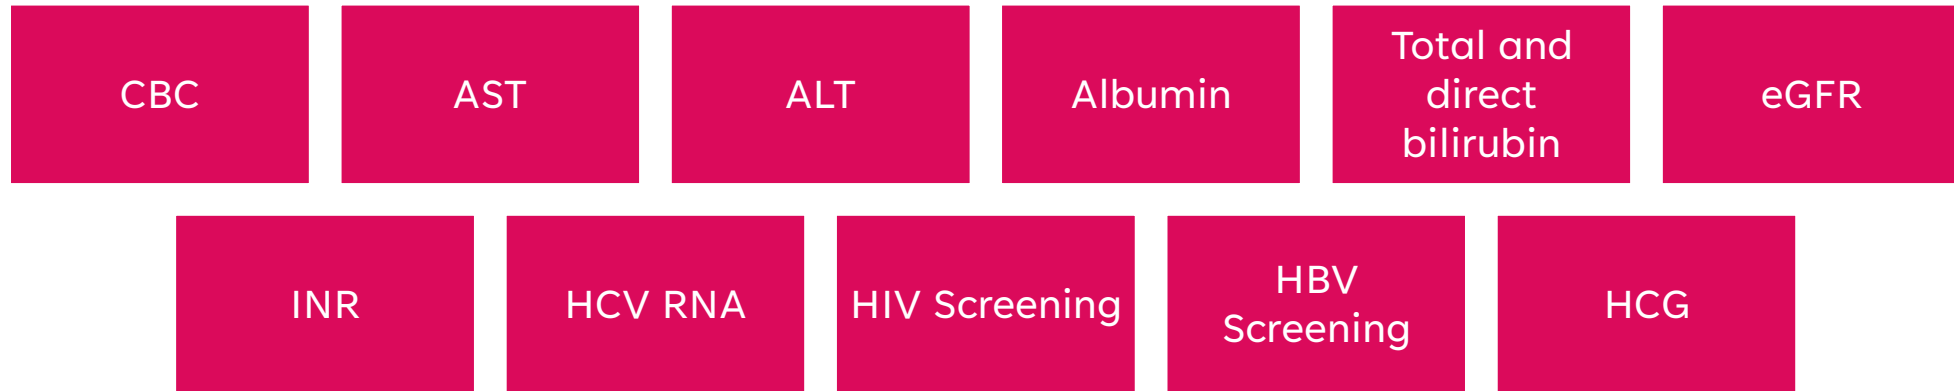 CBC
AST
ALT
Albumin
Total and
direct
bilirubin
eGFR
INR
HCV RNA
HIV Screening
HBV
Screening
HCG